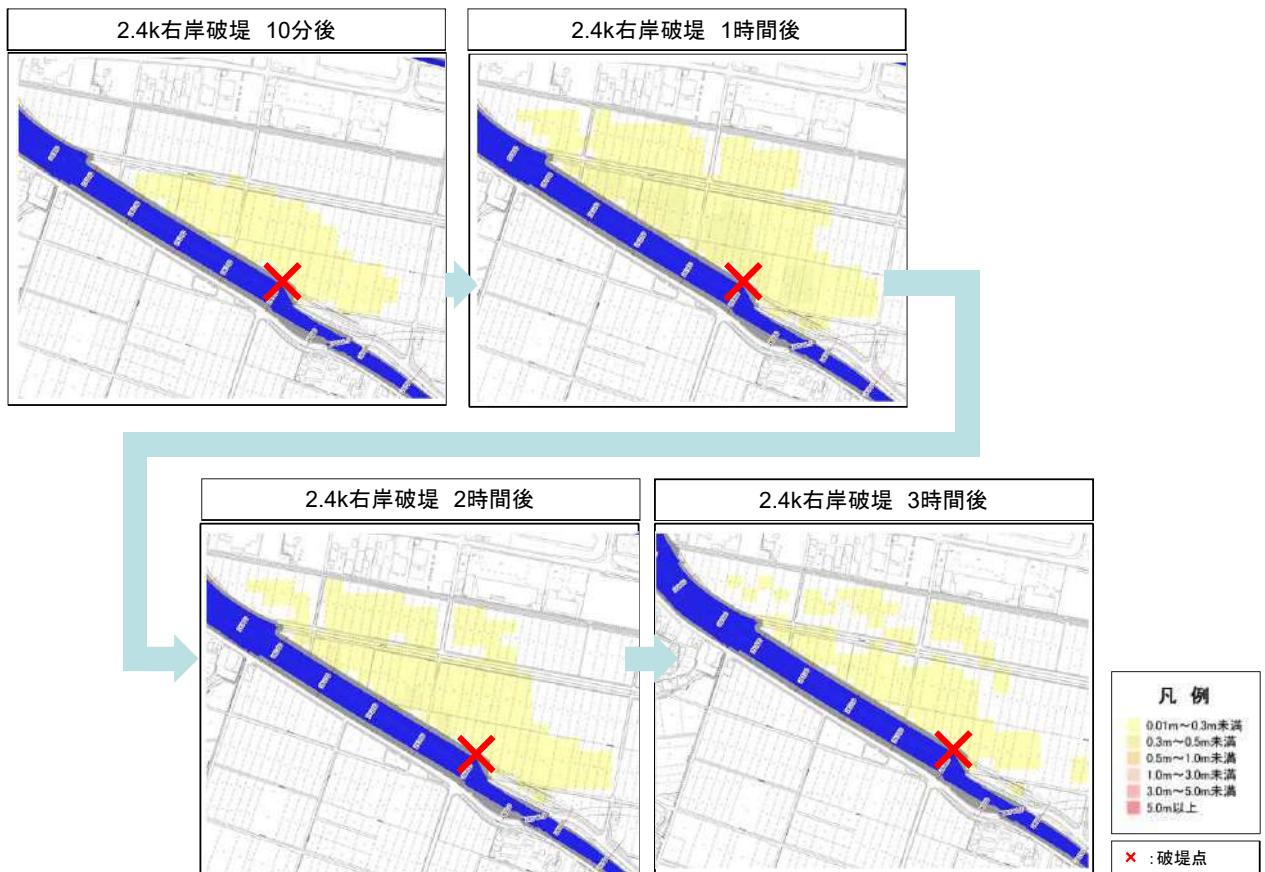 2.4k右岸破堤 10分後
2.4k右岸破堤 1時間後
2.4k右岸破堤 2時間後
2.4k右岸破堤 3時間後
凡 例
0.01m～0.3m未満
0.3m～0.5m未満
0.5m～1.0m未満
1.0m～3.0m未満
3.0m～5.0m未満
5.0m以上
× :破堤点